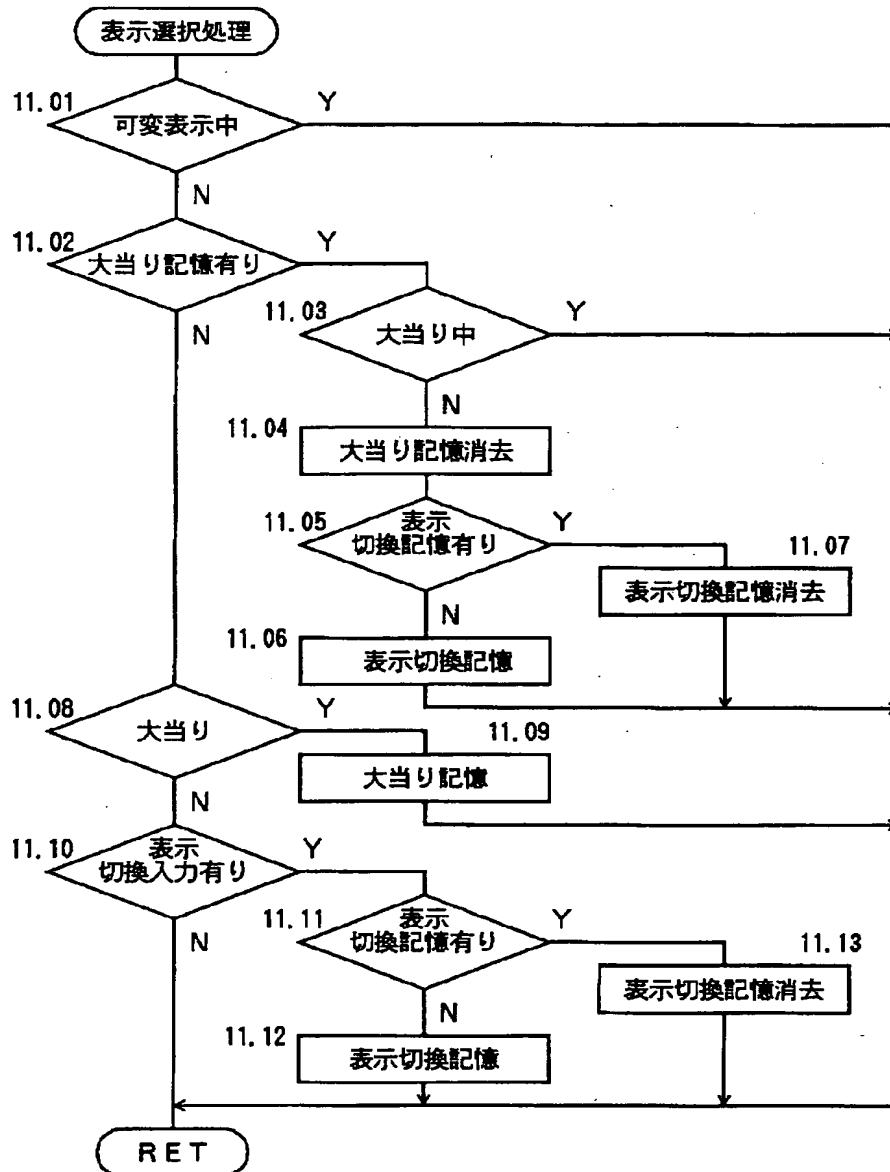 表示選択処理
11.01
可変表示中
Y
N
11.02
大当り記憶有り
Y
N
11.03
大当り中
Y
N
11.04
大当り記憶消去
11.05
表示
切換記憶有り
Y
N
11.07
表示切換記憶消去
11.06
表示切換記憶
11.08
大当り
Y
N
11.09
大当り記憶
11.10
表示
切換入力有り
Y
N
11.11
表示
切換記憶有り
Y
N
11.13
表示切換記憶消去
11.12
表示切換記憶
RET